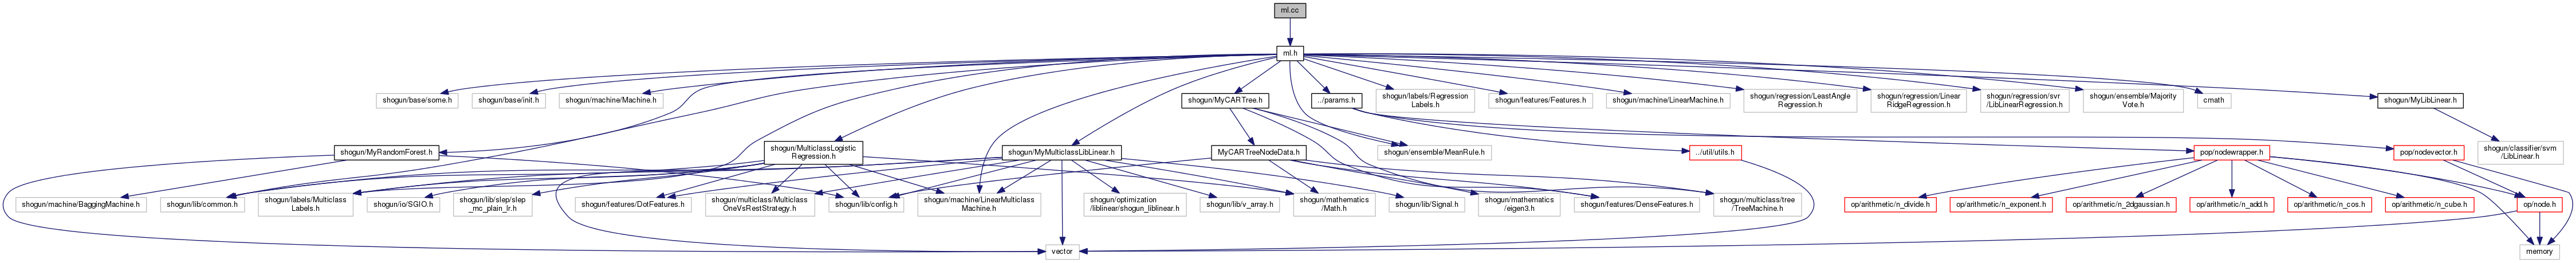 ml.cc
ml.h
shogun/base/some.h
shogun/base/init.h
shogun/machine/Machine.h
shogun/MyCARTree.h
../params.h
shogun/labels/Regression
Labels.h
shogun/features/Features.h
shogun/machine/LinearMachine.h
shogun/regression/LeastAngle
Regression.h
shogun/regression/Linear
RidgeRegression.h
shogun/regression/svr
/LibLinearRegression.h
shogun/ensemble/Majority
Vote.h
cmath
shogun/MyLibLinear.h
shogun/MyRandomForest.h
shogun/MulticlassLogistic
Regression.h
shogun/MyMulticlassLibLinear.h
MyCARTreeNodeData.h
shogun/ensemble/MeanRule.h
../util/utils.h
pop/nodewrapper.h
pop/nodevector.h
shogun/classifier/svm
/LibLinear.h
shogun/machine/BaggingMachine.h
shogun/lib/common.h
shogun/labels/Multiclass
Labels.h
shogun/io/SGIO.h
shogun/lib/slep/slep
_mc_plain_lr.h
shogun/features/DotFeatures.h
shogun/multiclass/Multiclass
OneVsRestStrategy.h
shogun/lib/config.h
shogun/machine/LinearMulticlass
Machine.h
shogun/optimization
/liblinear/shogun_liblinear.h
shogun/lib/v_array.h
shogun/mathematics
/Math.h
shogun/lib/Signal.h
shogun/mathematics
/eigen3.h
shogun/features/DenseFeatures.h
shogun/multiclass/tree
/TreeMachine.h
op/arithmetic/n_divide.h
op/arithmetic/n_exponent.h
op/arithmetic/n_2dgaussian.h
op/arithmetic/n_add.h
op/arithmetic/n_cos.h
op/arithmetic/n_cube.h
op/node.h
vector
memory